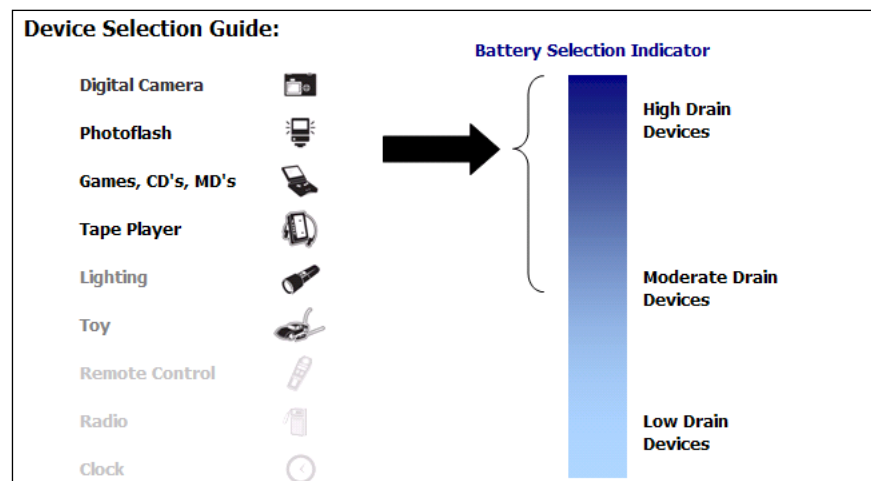 Device Selection Guide:
Battery Selection Indicator
Digital Camera
Photoflash
Games, CD's, MD's
Tape Player
Lighting
Toy
Remote Control
Radio
Clock
High Drain
Devices
Moderate Drain
Devices
Low Drain
Devices